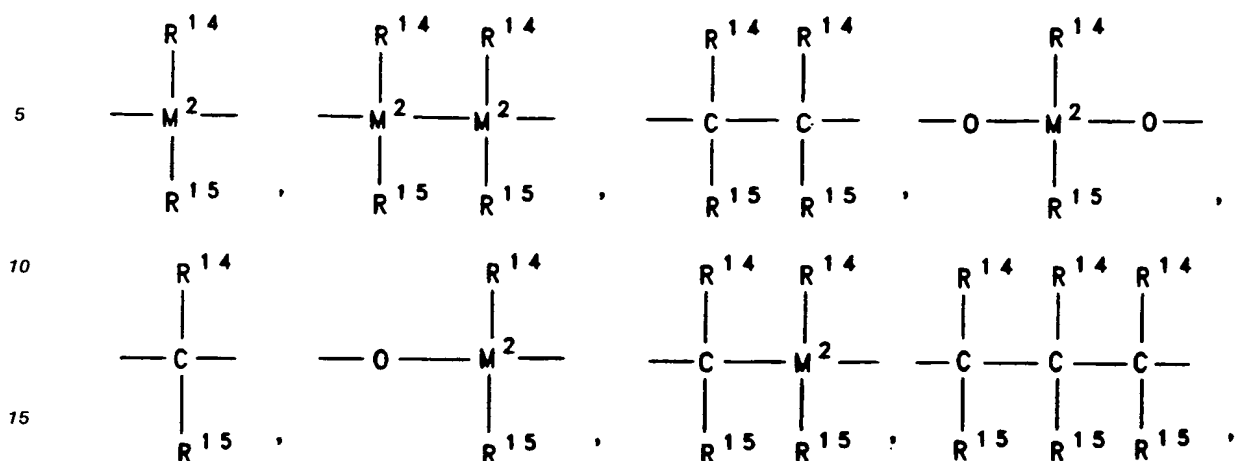 R14 R14 R14 R14 R14 R14
5 —M2— —M2—M2— —C—C— —O—M2—O—
R15 , R15 R15 , R15 R15 , R15 ,
10 R14 R14 R14 R14 R14 R14 R14
—C— —O—M2— —C—M2— —C—C—C—
15 R15 , R15 , R15 R15 , R15 R15 R15 ,